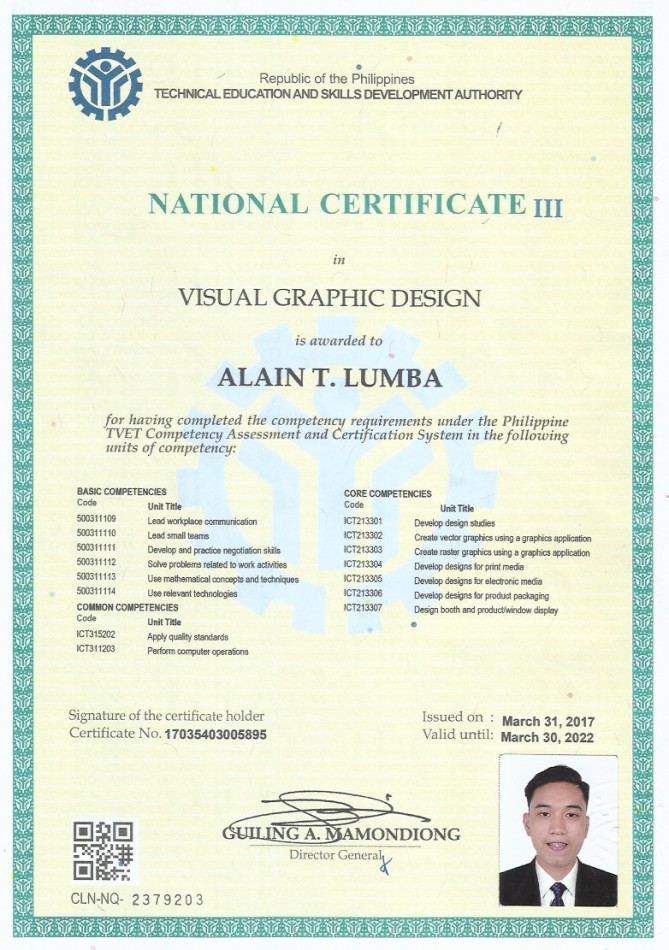 Republic of the Philippines
TECHNICAL EDUCATION AND SKILLS DEVELOPMENT AUTHORITY
NATIONAL CERTIFICATE III
in
VISUAL GRAPHIC DESIGN
is awarded to
ALAIN T. LUMBA
for having completed the competency requirements under the Philippine
TVET Competency Assessment and Certification System in the following
units of competency:
BASIC COMPETENCIES
Code Unit Title
500311109 Lead workplace communication
500311110 Lead small teams
500311111 Develop and practice negotiation skills
500311112 Solve problems related to work activities
500311113 Use mathematical concepts and techniques
500311114 Use relevant technologies
COMMON COMPETENCIES
Code Unit Title
ICT315202 Apply quality standards
ICT311203 Perform computer operations
CORE COMPETENCIES
Code Unit Title
ICT213301 Develop design studies
ICT213302 Create vector graphics using a graphics application
ICT213303 Create raster graphics using a graphics application
ICT213304 Develop designs for print media
ICT213305 Develop designs for electronic media
ICT213306 Develop designs for product packaging
ICT213307 Design booth and product/window display
Signature of the certificate holder
Certificate No. 17035403005895
Issued on : March 31, 2017
Valid until: March 30, 2022
GUILING A. MAMONDIONG
Director General
CLN-NQ- 2379203